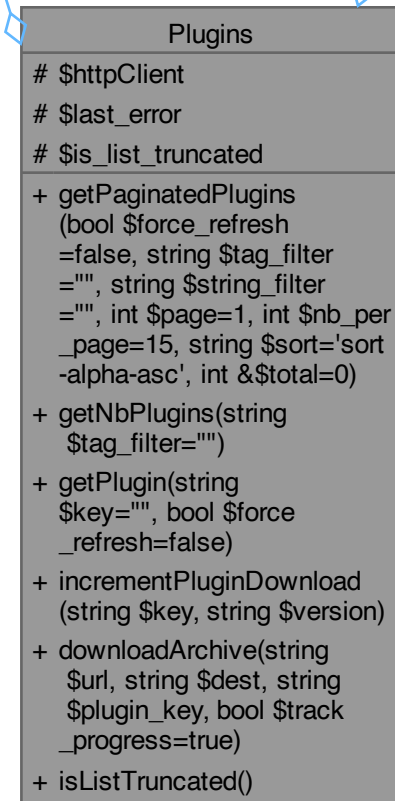 Plugins
# $httpClient
# $last_error
# $is_list_truncated
+ getPaginatedPlugins
(bool $force_refresh
=false, string $tag_filter
="", string $string_filter
="", int $page=1, int $nb_per
_page=15, string $sort='sort
-alpha-asc', int &$total=0)
+ getNbPlugins(string
$tag_filter="")
+ getPlugin(string
$key="", bool $force
_refresh=false)
+ incrementPluginDownload
(string $key, string $version)
+ downloadArchive(string
$url, string $dest, string
$plugin_key, bool $track
_progress=true)
+ isListTruncated()